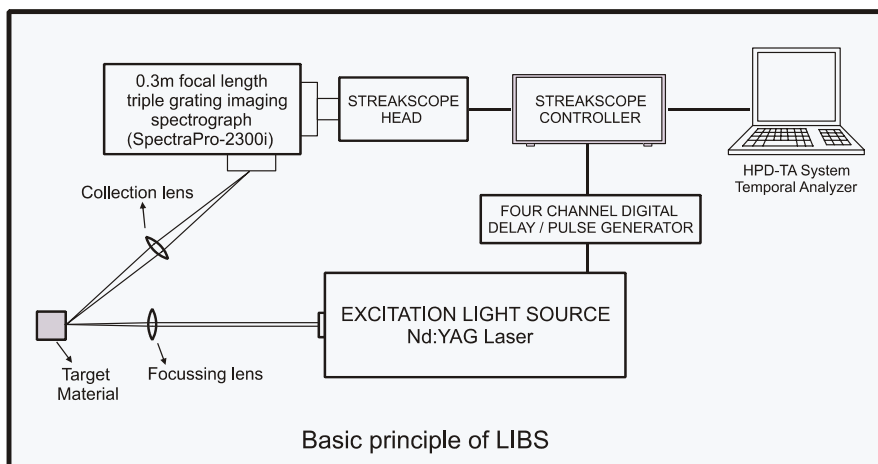 0.3m focal length
triple grating imaging
spectrograph
(SpectraPro-2300i)
STREAKSCOPE
HEAD
STREAKSCOPE
CONTROLLER
HPD-TA System
Temporal Analyzer
Collection lens
FOUR CHANNEL DIGITAL
DELAY / PULSE GENERATOR
EXCITATION LIGHT SOURCE
Nd:YAG Laser
Target
Material
Focussing lens
Basic principle of LIBS